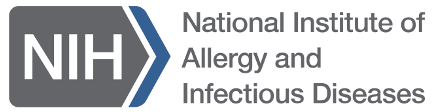 NIH
National Institute of
Allergy and
Infectious Diseases